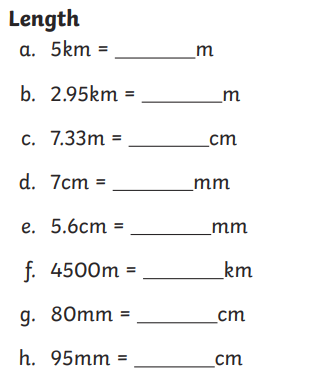 Length
a. 5km = ________m
b. 2.95km = ________m
c. 7.33m = ________cm
d. 7cm = ________mm
e. 5.6cm = ________mm
f. 4500m = ________km
g. 80mm = ________cm
h. 95mm = ________cm